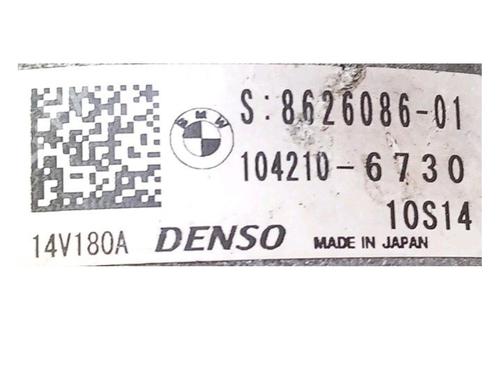 BMW
S:8626086-01
104210-6730
10S14
14V180A DENSO MADE IN JAPAN